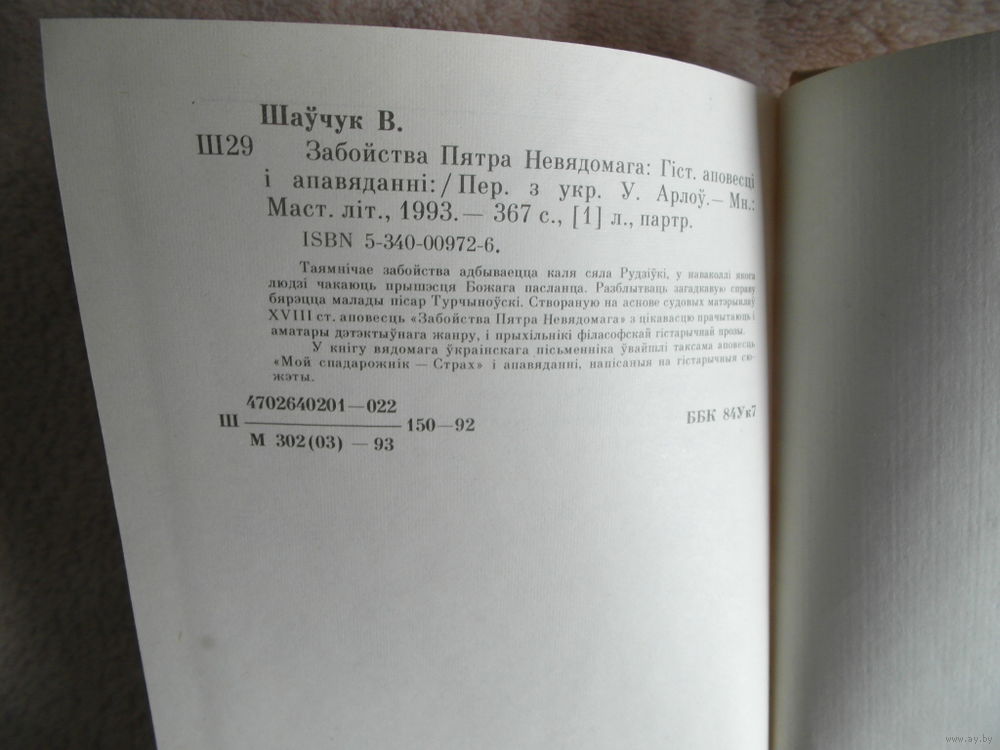 Шаўчук В.
Ш29 Забойства Пятра Невядомага: Гіст. аповесці
і апавяданні: / Пер. з укр. У. Арлоў. — Мн.:
Маст. літ., 1993. — 367 с., [1] л., партр.
ISBN 5-340-00972-6.
Таямнічае забойства адбываецца каля сяла Рудзіўкі, у наваколлі якога
людзі чакаюць прышэсця Божага пасланца. Разблытваць загадкавую справу
бярэцца малады пісар Турчыноўскі. Створаную на аснове судовых матэрыялаў
XVIII ст. аповесць «Забойства Пятра Невядомага» з цікавасцю прачытаюць і
аматары дэтэктыўнага жанру, і прыхільнікі філасофскай гістарычнай прозы.
У кнігу вядомага ўкраінскага пісьменніка ўвайшлі таксама аповесць
«Мой спадарожнік — Страх» і апавяданні, напісаныя на гістарычныя сю-
жэты.
Ш 4702640201—022 150—92
М 302(03) — 93
ББК 84Ук7
www.ay.by